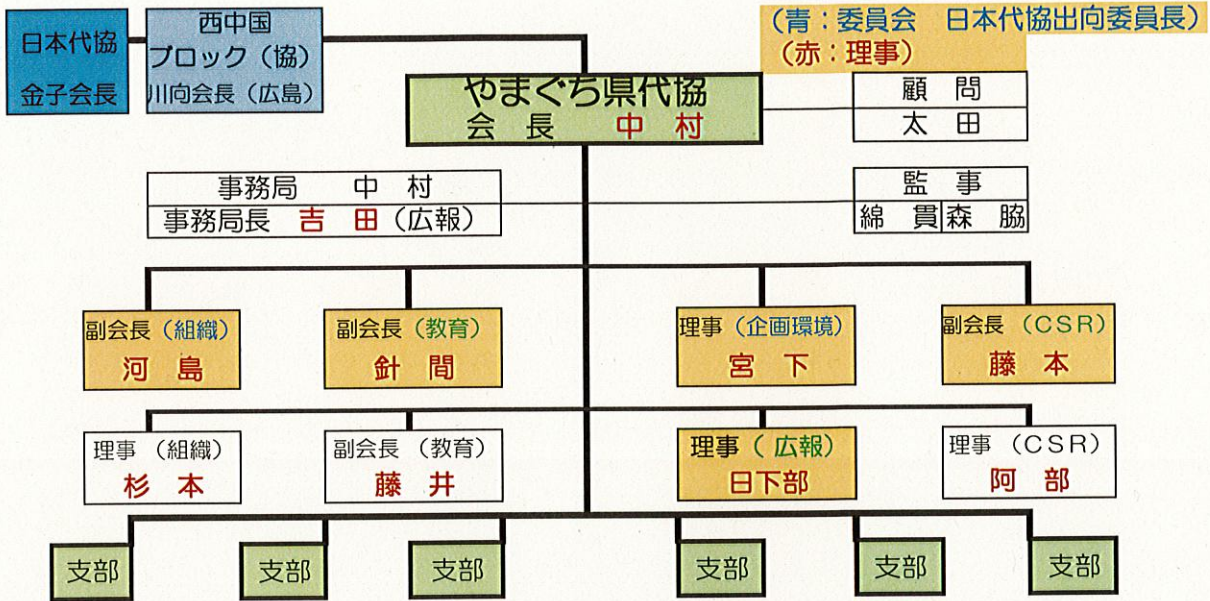 日本代協
金子会長
西中国
ブロック（協）
川向会長（広島）
（青：委員会　日本代協出向委員長）
（赤：理事）
やまぐち県代協
会　長　　中　村
顧　問
太　田
事務局　　中　村
事務局長　吉　田（広報）
監　事
綿　貫
森　脇
副会長（組織）
河　島
副会長（教育）
針　間
理事（企画環境）
宮　下
副会長（CSR）
藤　本
理事（組織）
杉　本
副会長（教育）
藤　井
理事（広報）
日下部
理事（CSR）
阿　部
支部
支部
支部
支部
支部
支部